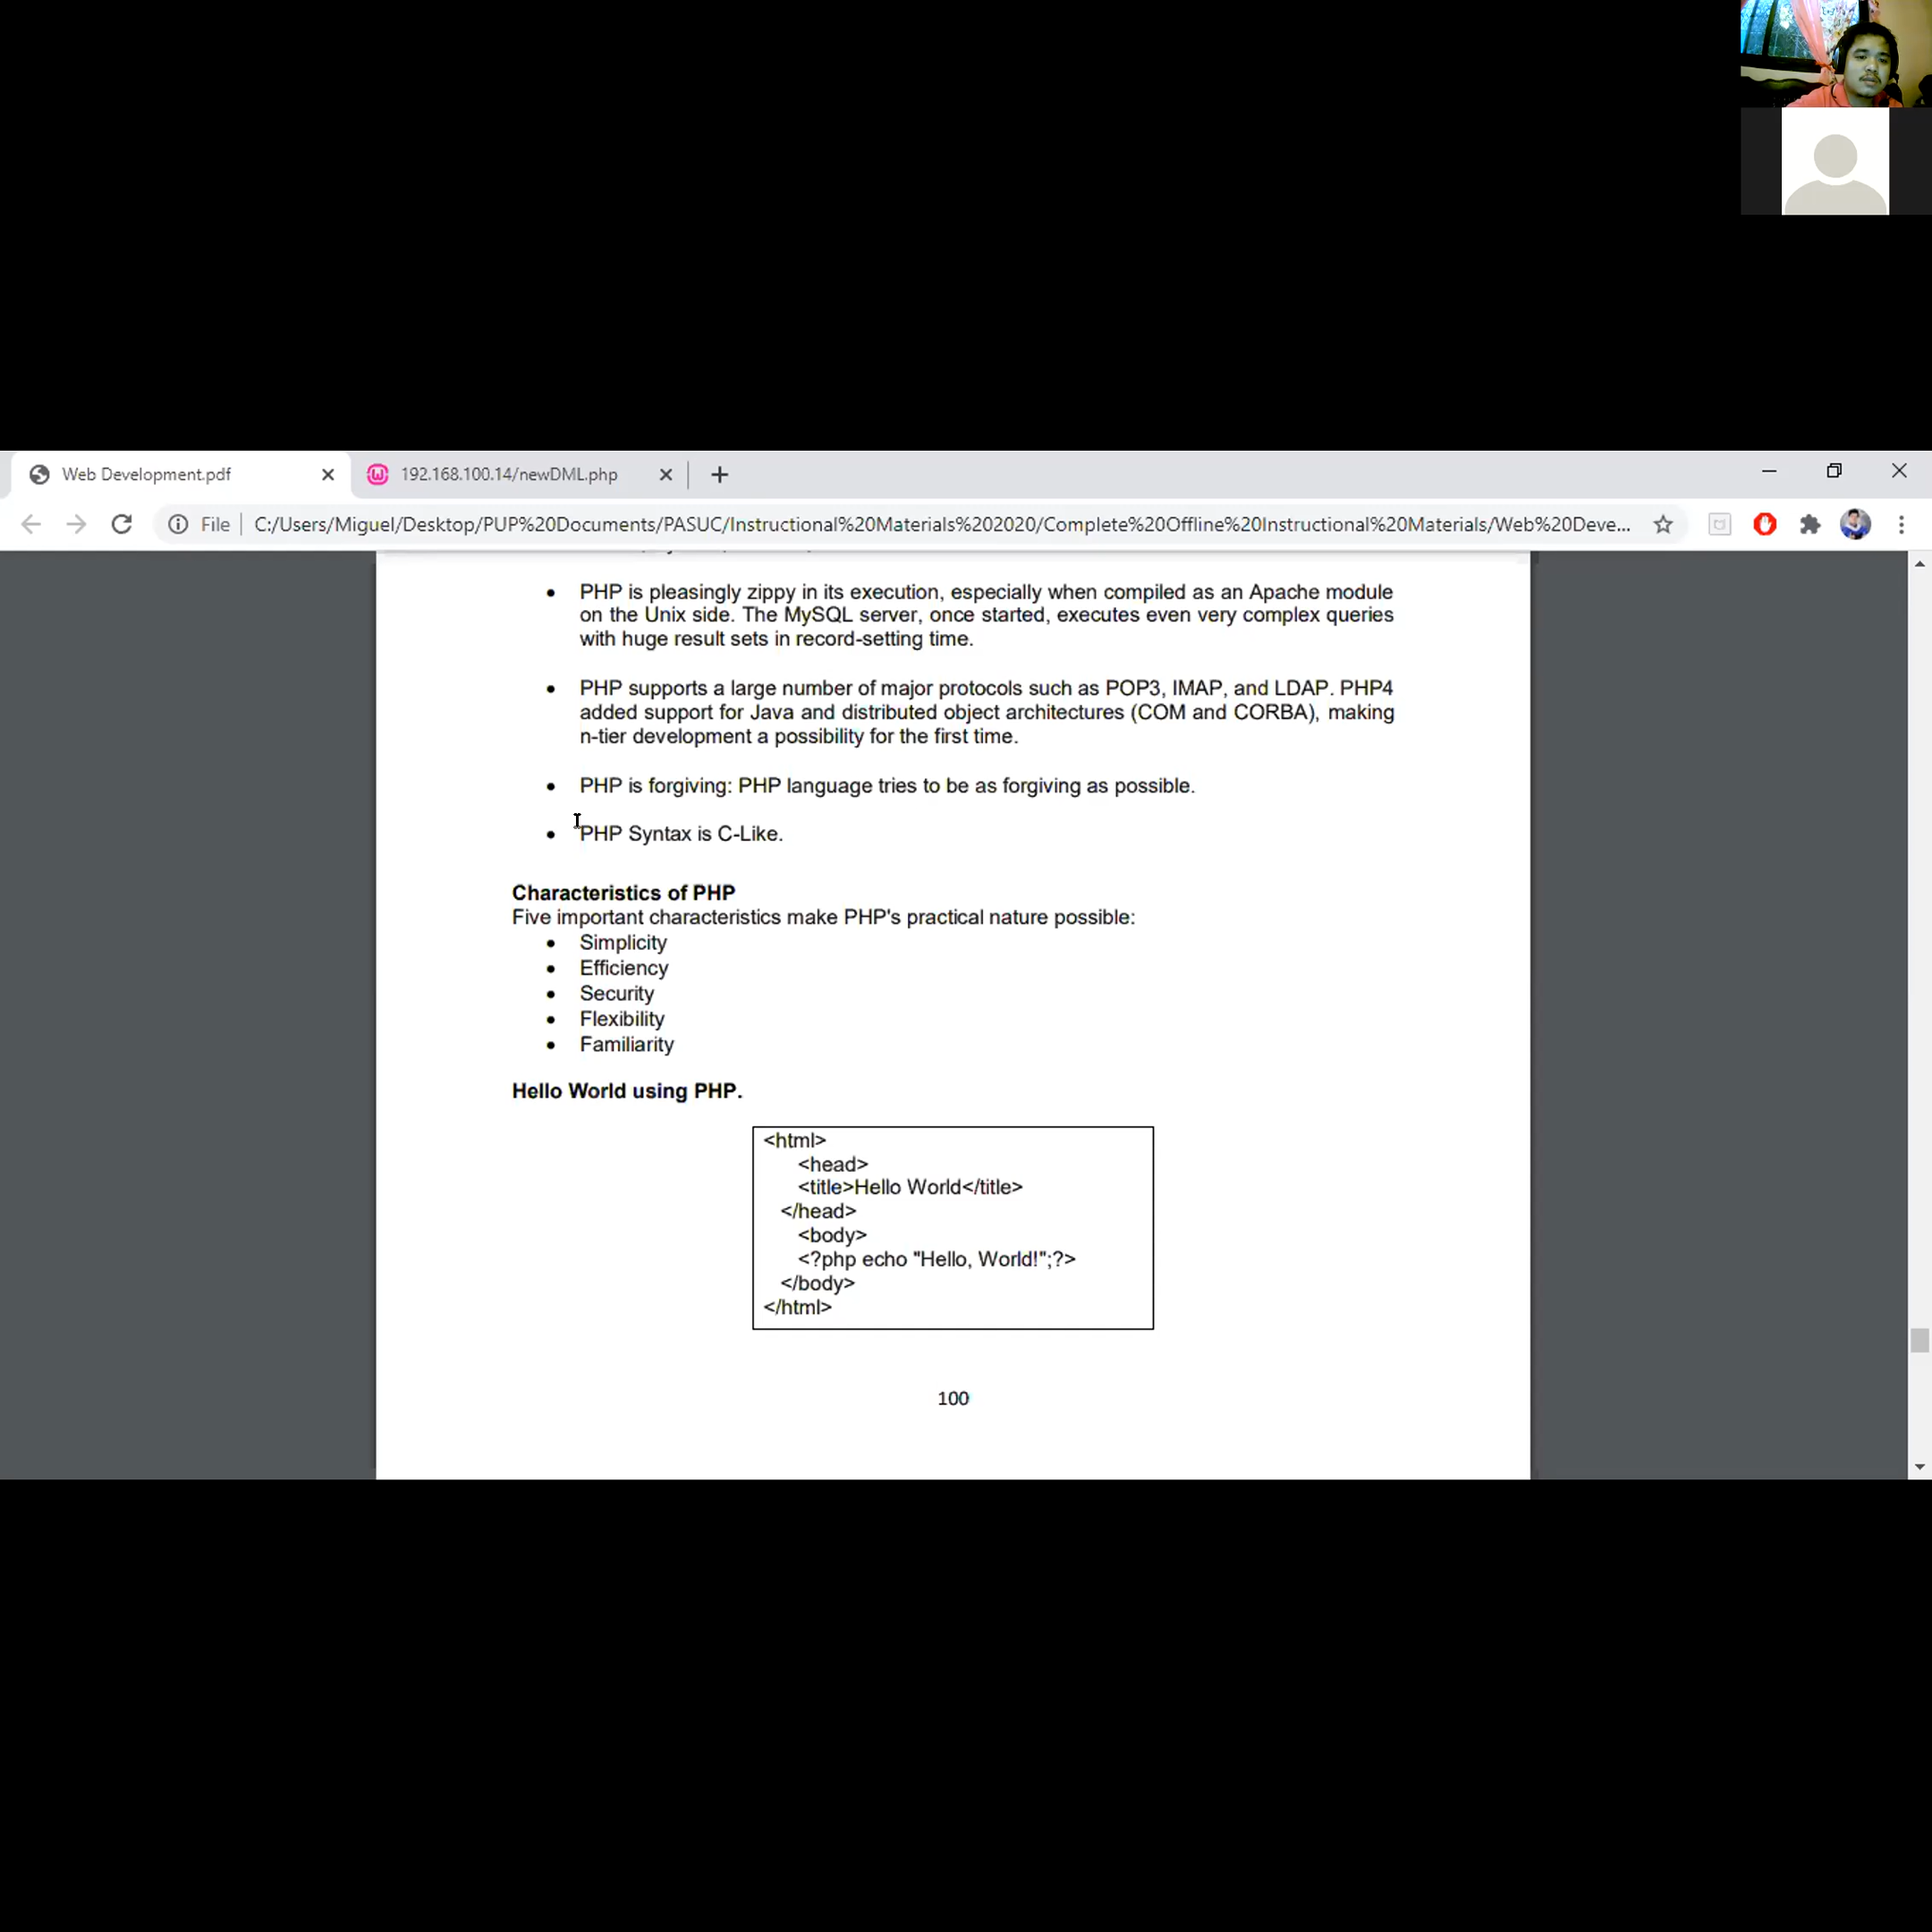 Web Development.pdf
192.168.100.14/newDML.php
File
C:/Users/Miguel/Desktop/PUP%20Documents/PASUC/Instructional%20Materials%202020/Complete%20Offline%20Instructional%20Materials/Web%20Deve...
• PHP is pleasingly zippy in its execution, especially when compiled as an Apache module
on the Unix side. The MySQL server, once started, executes even very complex queries
with huge result sets in record-setting time.
• PHP supports a large number of major protocols such as POP3, IMAP, and LDAP. PHP4
added support for Java and distributed object architectures (COM and CORBA), making
n-tier development a possibility for the first time.
• PHP is forgiving: PHP language tries to be as forgiving as possible.
• PHP Syntax is C-Like.
Characteristics of PHP
Five important characteristics make PHP's practical nature possible:
• Simplicity
• Efficiency
• Security
• Flexibility
• Familiarity
Hello World using PHP.
<html>
<head>
<title>Hello World</title>
</head>
<body>
<?php echo "Hello, World!";?>
</body>
</html>
100